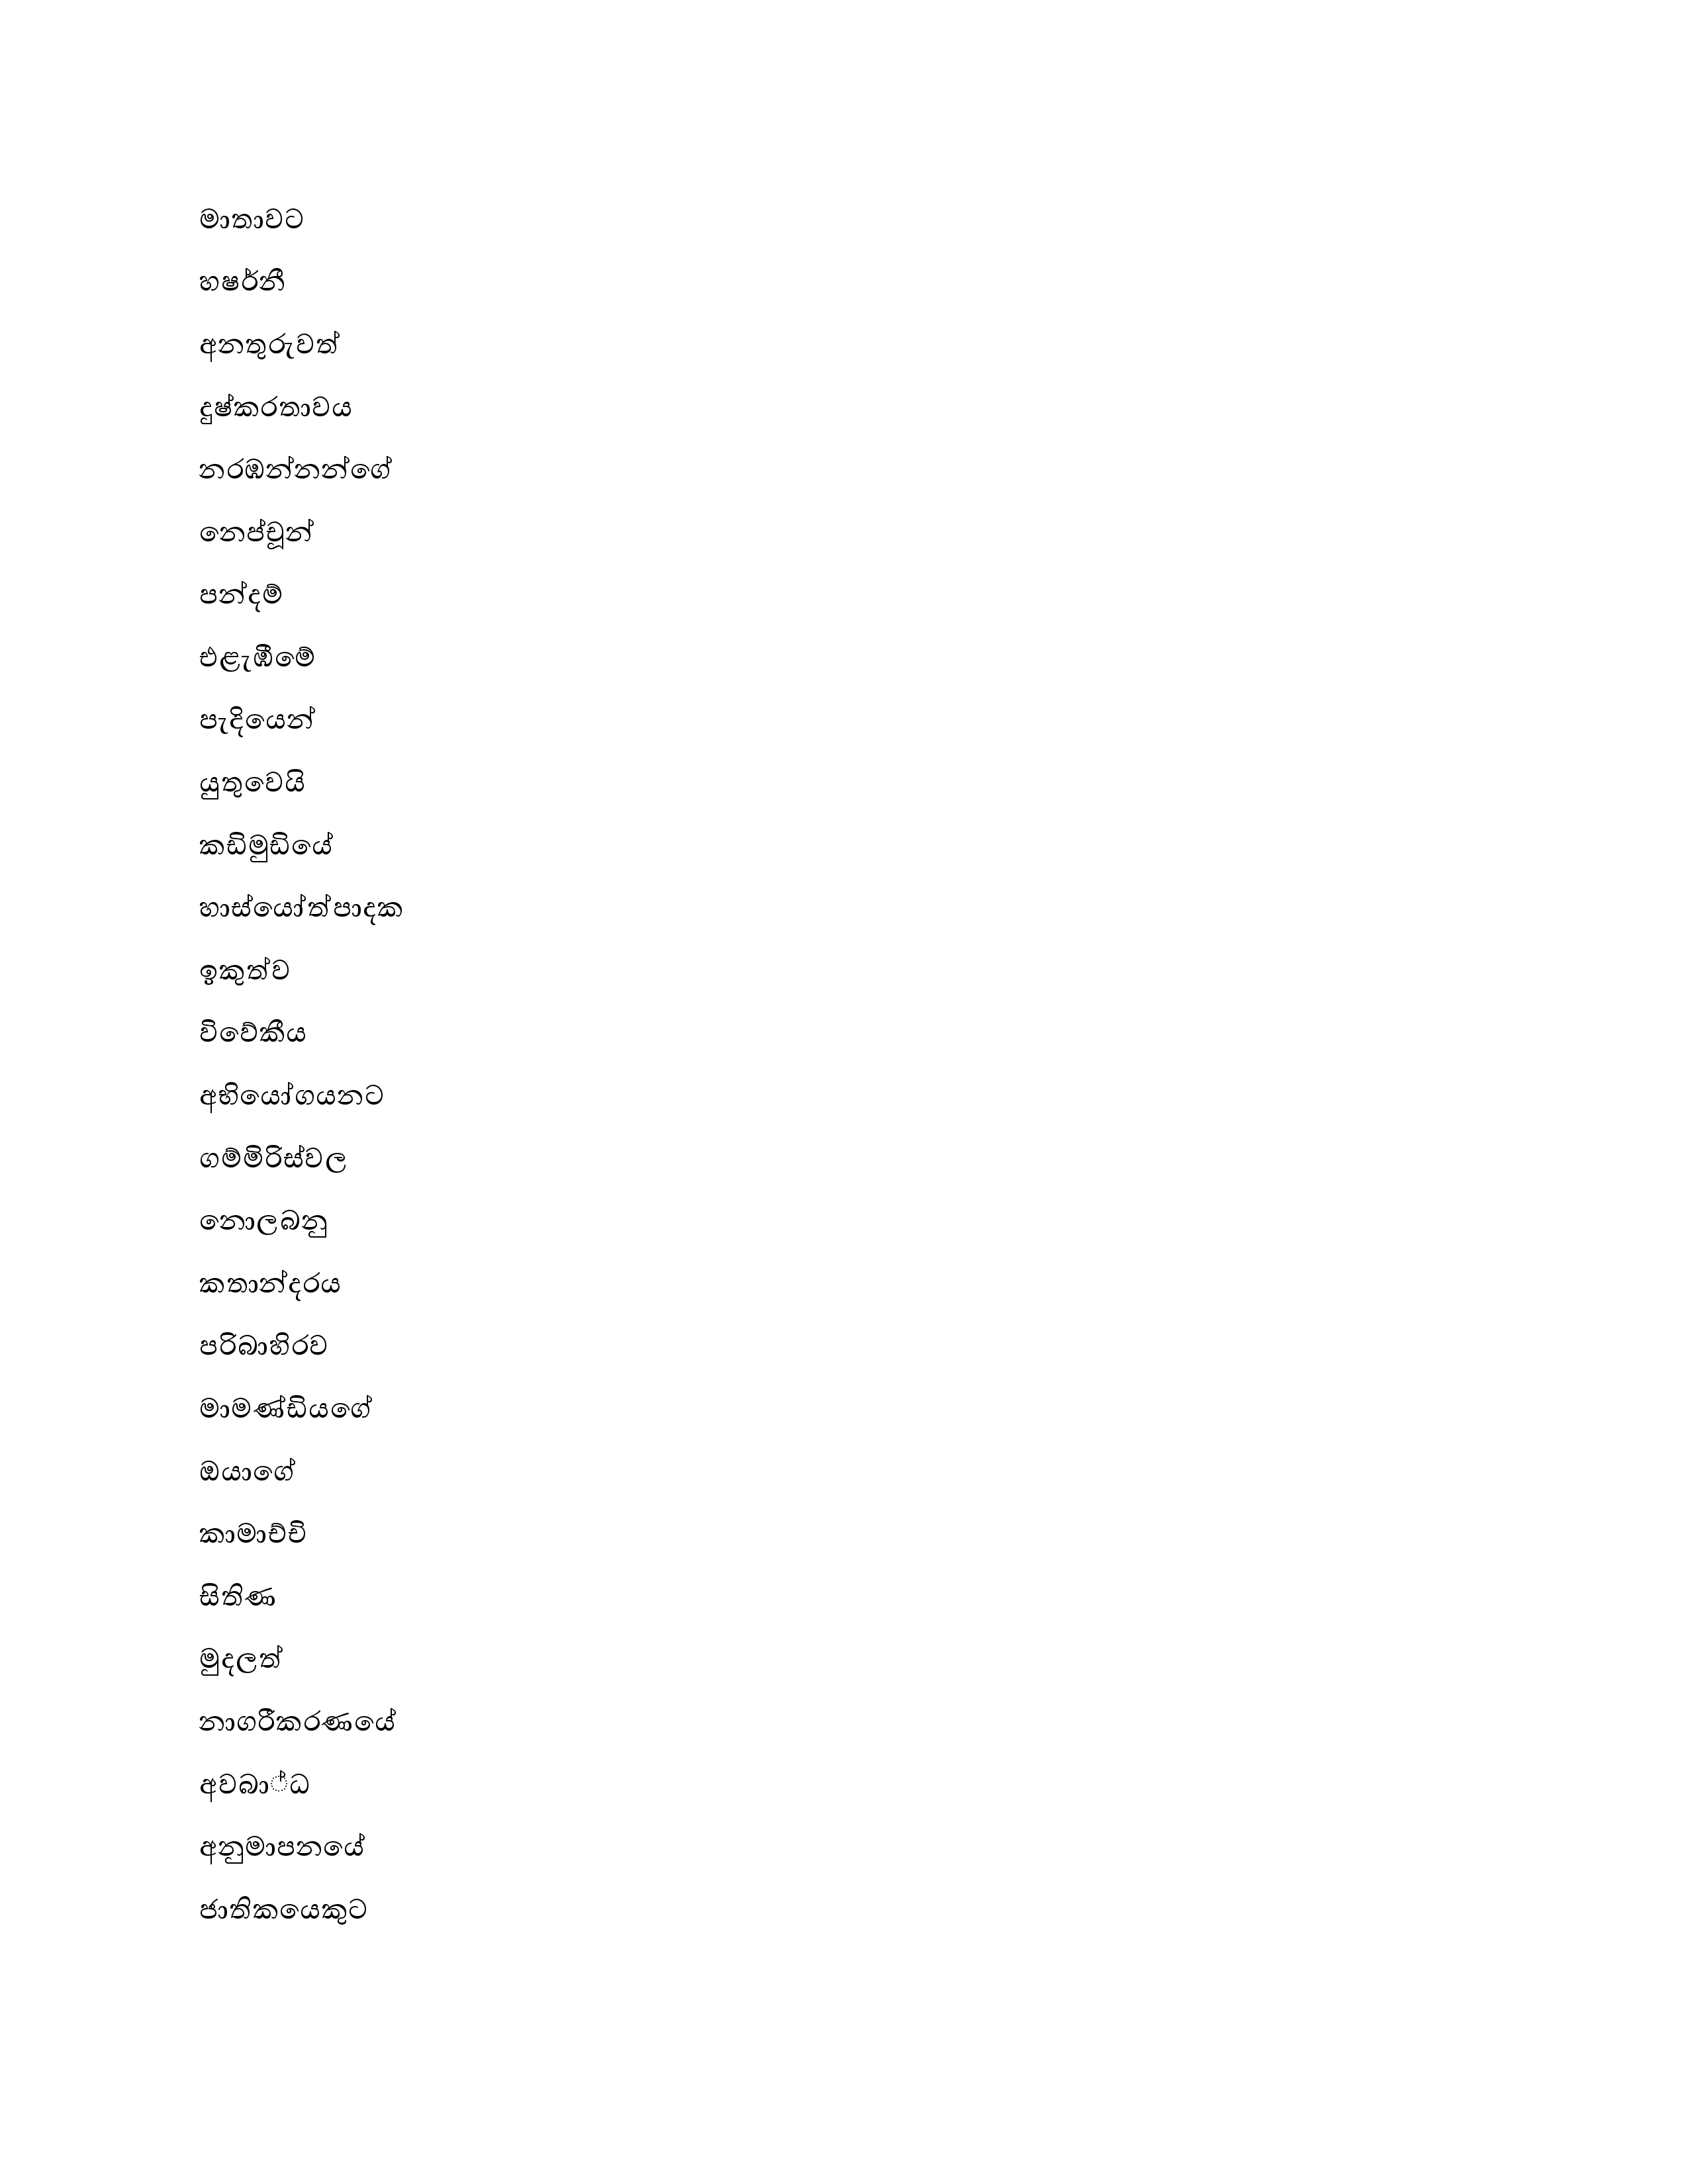 මාතාවට
හෂර්නී
අනතුරුවත්
දුෂ්කරතාවය
නරඹන්නන්ගේ
නෙප්චූන්
පන්දම්
එළැඹීමේ
පැදියෙන්
යුතුවෙයි
කඩිමුඩියේ
හාස්යෝත්පාදක
ඉකුත්ව
විවේකීය
අභියෝගයනට
ගම්මිරිස්වල
නොලබනු
කතාන්දරය
පරිබාහිරව
මාමණ්ඩියගේ
ඔයාගේ
කාමාච්චි
සිතිණ
මුදලත්
නාගරීකරණයේ
අවබා්ධ
අනුමාපනයේ
ජාතිකයෙකුට